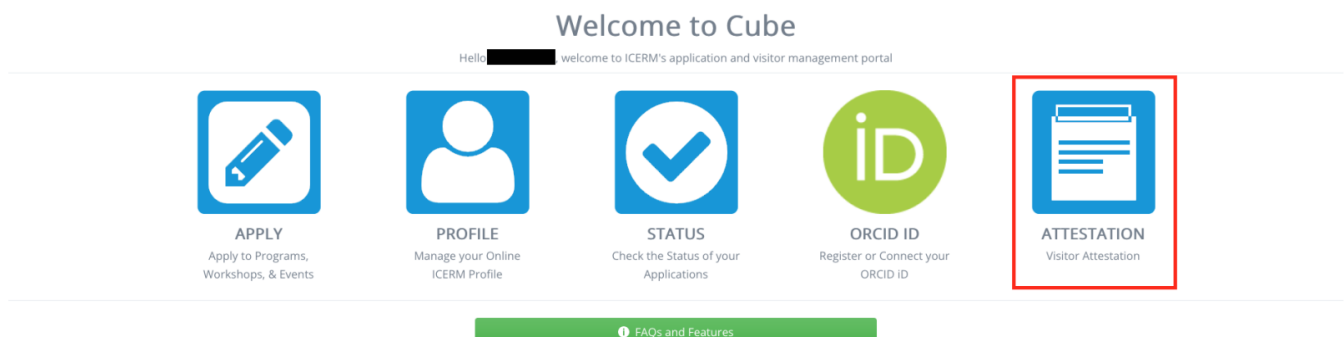 Welcome to Cube
Hello , welcome to ICERM's application and visitor management portal
iD
APPLY
Apply to Programs,
Workshops, & Events
PROFILE
Manage your Online
ICERM Profile
STATUS
Check the Status of your
Applications
ORCID ID
Register or Connect your
ORCID iD
ATTESTATION
Visitor Attestation
FAQs and Features